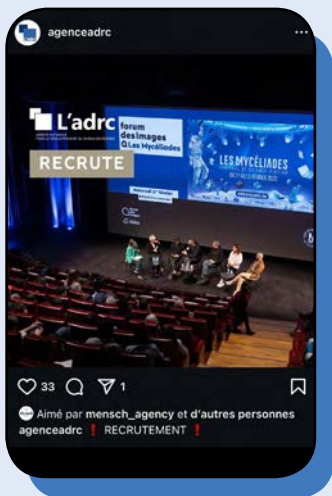 agenceadrc
L'adrc
RECRUTE
forum
des images
Les Mycéliades
LES MYCÉLIADES
33
1
Aimé par mensch_agency et d'autres personnes
agenceadrc ❗ RECRUTEMENT ❗